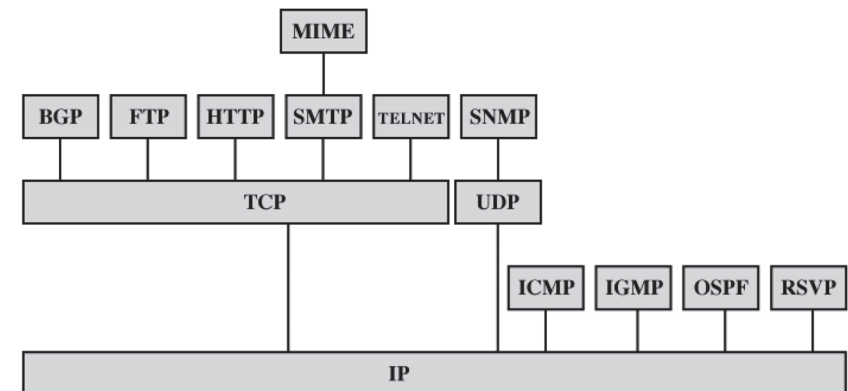 MIME
BGP FTP HTTP SMTP TELNET SNMP
TCP UDP
ICMP IGMP OSPF RSVP
IP